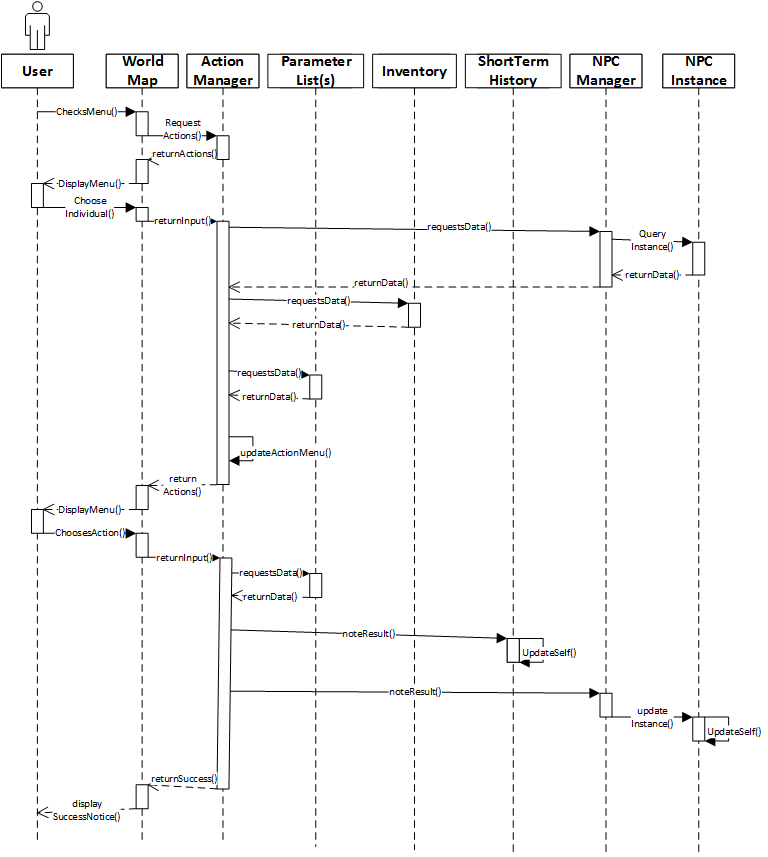 User
World
Map
Action
Manager
Parameter
List(s)
Inventory
ShortTerm
History
NPC
Manager
NPC
Instance
ChecksMenu()
Request
Actions()
returnActions()
DisplayMenu()
Choose
Individual()
returnInput()
requestsData()
Query
Instance()
returnData()
returnData()
requestsData()
returnData()
requestsData()
returnData()
updateActionMenu()
return
Actions()
DisplayMenu()
ChoosesAction()
returnInput()
requestsData()
returnData()
noteResult()
UpdateSelf()
noteResult()
update
Instance()
UpdateSelf()
returnSuccess()
display
SuccessNotice()